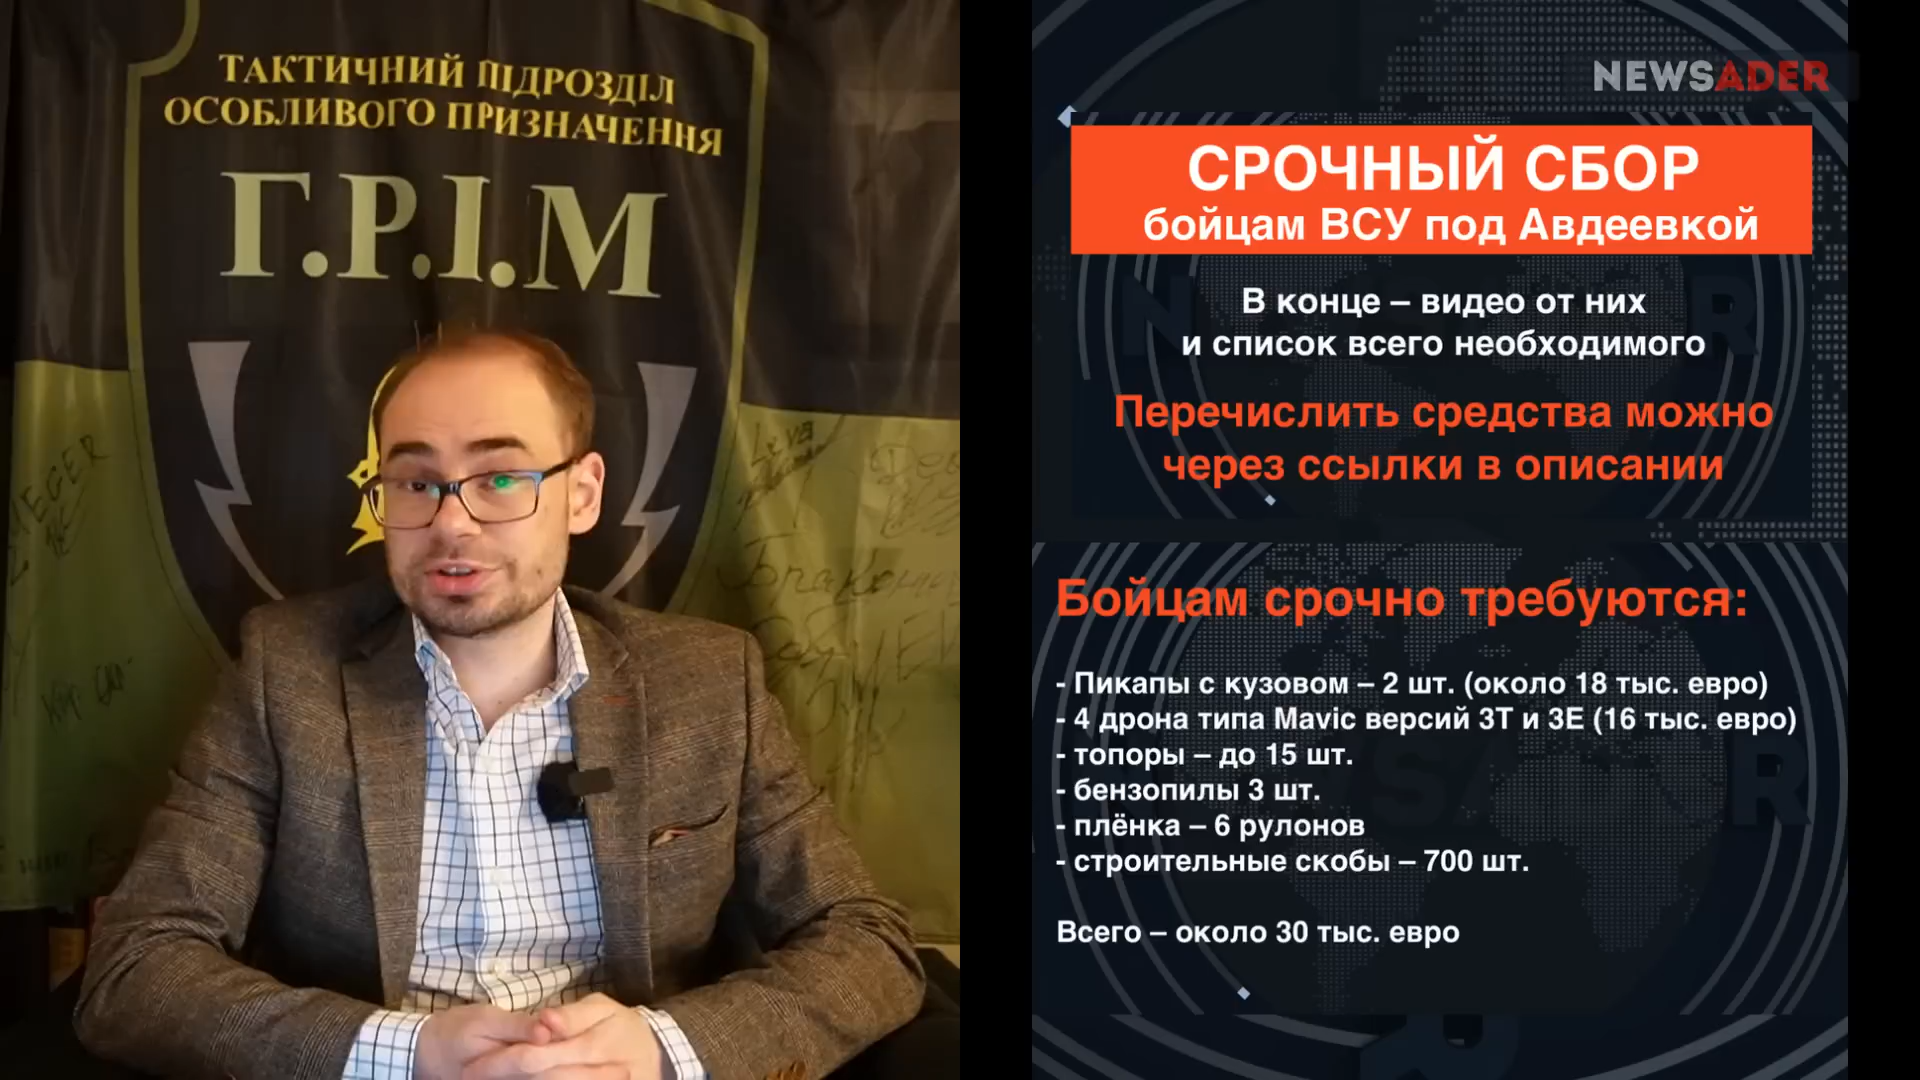 ТАКТИЧНИЙ ПІДРОЗДІЛ
ОСОБЛИВОГО ПРИЗНАЧЕННЯ
Г.Р.І.М
NEWSADER
СРОЧНЫЙ СБОР
бойцам ВСУ под Авдеевкой
В конце – видео от них
и список всего необходимого
Перечислить средства можно
через ссылки в описании
Бойцам срочно требуются:
- Пикапы с кузовом – 2 шт. (около 18 тыс. евро)
- 4 дрона типа Mavic версий 3T и 3E (16 тыс. евро)
- топоры – до 15 шт.
- бензопилы 3 шт.
- плёнка – 6 рулонов
- строительные скобы – 700 шт.
Всего – около 30 тыс. евро